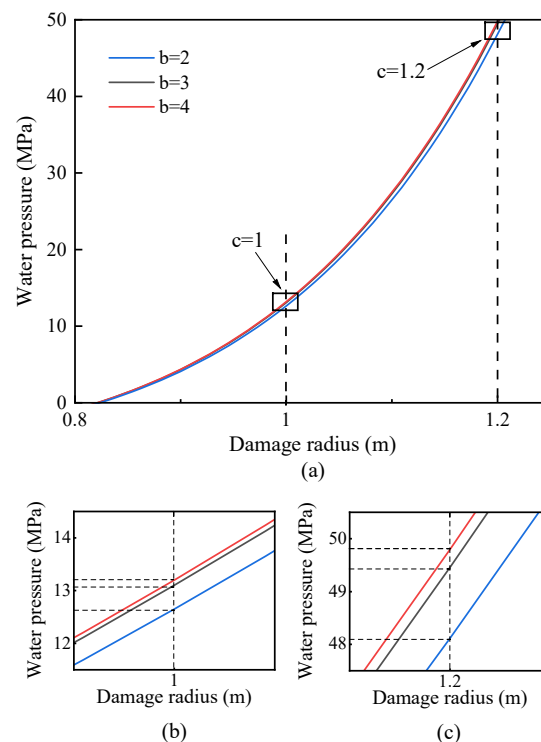 50
40
30
20
10
0
Water pressure (MPa)
b=2
b=3
b=4
c=1.2
c=1
0.8
1
1.2
Damage radius (m)
(a)
14
13
12
Water pressure (MPa)
1
Damage radius (m)
(b)
50
49
48
Water pressure (MPa)
1.2
Damage radius (m)
(c)